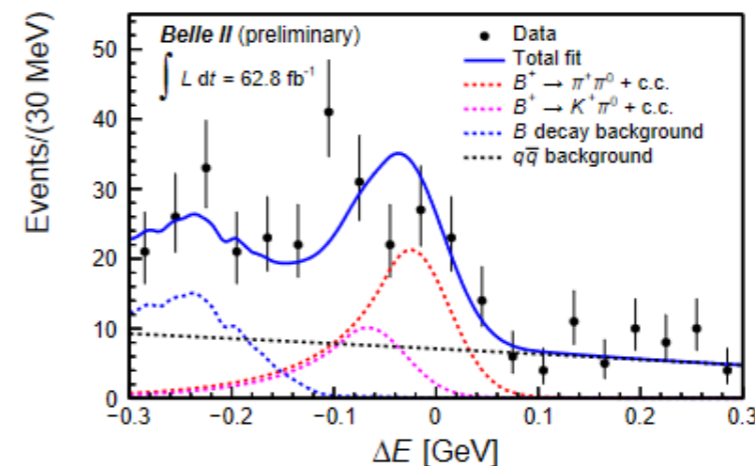 Belle II (preliminary)
∫ L dt = 62.8 fb⁻¹
Data
Total fit
B⁺ → π⁺π⁰ + c.c.
B⁺ → K⁺π⁰ + c.c.
B decay background
qq̅ background
Events/(30 MeV)
50
40
30
20
10
0
−0.3 −0.2 −0.1 0 0.1 0.2 0.3
ΔE [GeV]